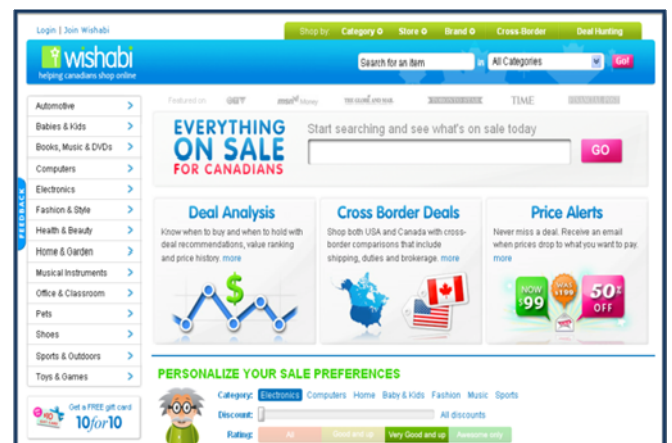 Login | Join Wishabi
Shop by: Category Store Brand Cross-Border Deal Hunting
wishabi
helping canadians shop online
Search for an item in All Categories Go!
Automotive
Babies & Kids
Books, Music & DVDs
Computers
Electronics
Fashion & Style
Health & Beauty
Home & Garden
Musical Instruments
Office & Classroom
Pets
Shoes
Sports & Outdoors
Toys & Games
Get a FREE gift card
10for10
FEEDBACK
Featured on: Money THE GLOBE AND MAIL TIME
EVERYTHING
ON SALE
FOR CANADIANS
Start searching and see what's on sale today
GO
Deal Analysis
Know when to buy and when to hold with
deal recommendations, value ranking
and price history. more
Cross Border Deals
Shop both USA and Canada with cross-
border comparisons that include
shipping, duties and brokerage. more
Price Alerts
Never miss a deal. Receive an email
when prices drop to what you want to pay.
more
NOW
$99
WAS
$199
50%
OFF
PERSONALIZE YOUR SALE PREFERENCES
Category: Electronics Computers Home Baby & Kids Fashion Music Sports
Discount: All discounts
Rating: All Good and up Very Good and up Awesome only